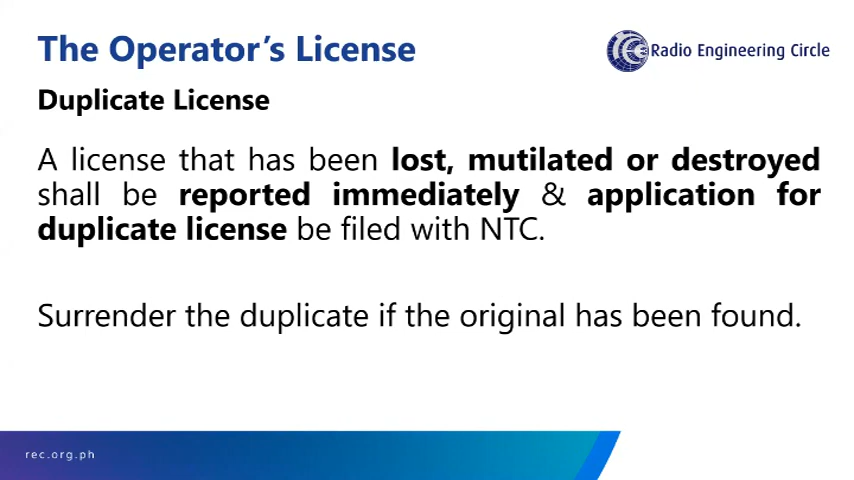 The Operator's License
Radio Engineering Circle
Duplicate License
A license that has been lost, mutilated or destroyed
shall be reported immediately & application for
duplicate license be filed with NTC.
Surrender the duplicate if the original has been found.
rec.org.ph